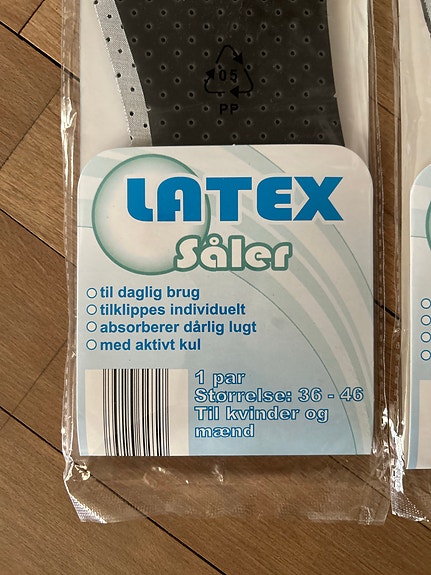 05
PP
LATEX
Såler
til daglig brug
tilklippes individuelt
absorberer dårlig lugt
med aktivt kul
1 par
Størrelse: 36 - 46
Til kvinder og
mænd